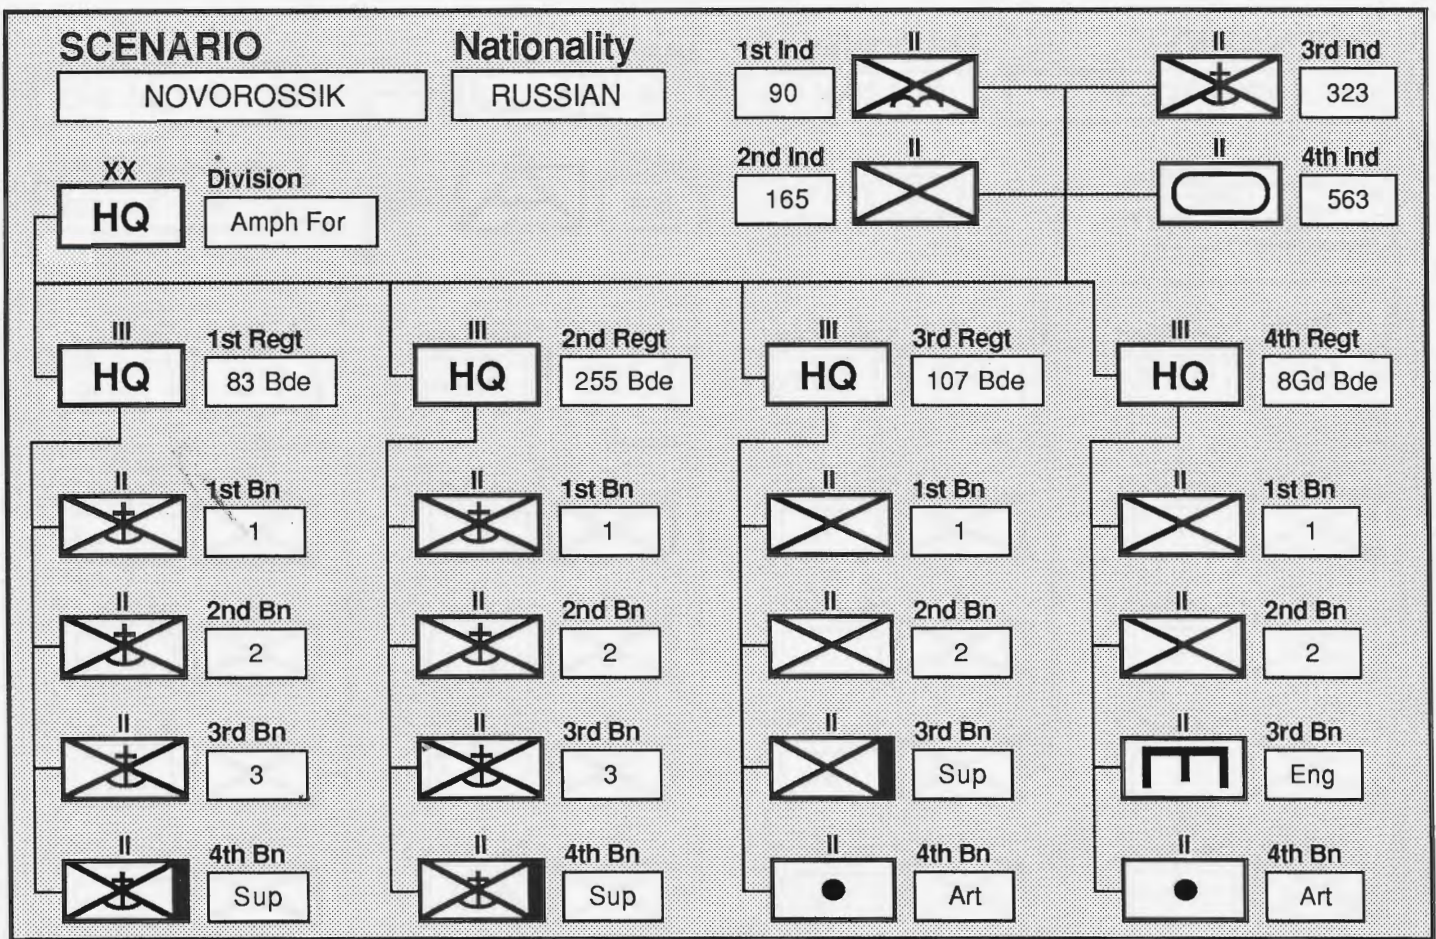 SCENARIO Nationality
NOVOROSSIK RUSSIAN
1st Ind II II 3rd Ind
90 323
2nd Ind II II 4th Ind
165 563
XX Division
HQ Amph For
III 1st Regt III 2nd Regt III 3rd Regt III 4th Regt
HQ 83 Bde HQ 255 Bde HQ 107 Bde HQ 8Gd Bde
II 1st Bn II 1st Bn II 1st Bn II 1st Bn
1 1 1 1
II 2nd Bn II 2nd Bn II 2nd Bn II 2nd Bn
2 2 2 2
II 3rd Bn II 3rd Bn II 3rd Bn II 3rd Bn
3 3 Sup Eng
II 4th Bn II 4th Bn II 4th Bn II 4th Bn
Sup Sup Art Art